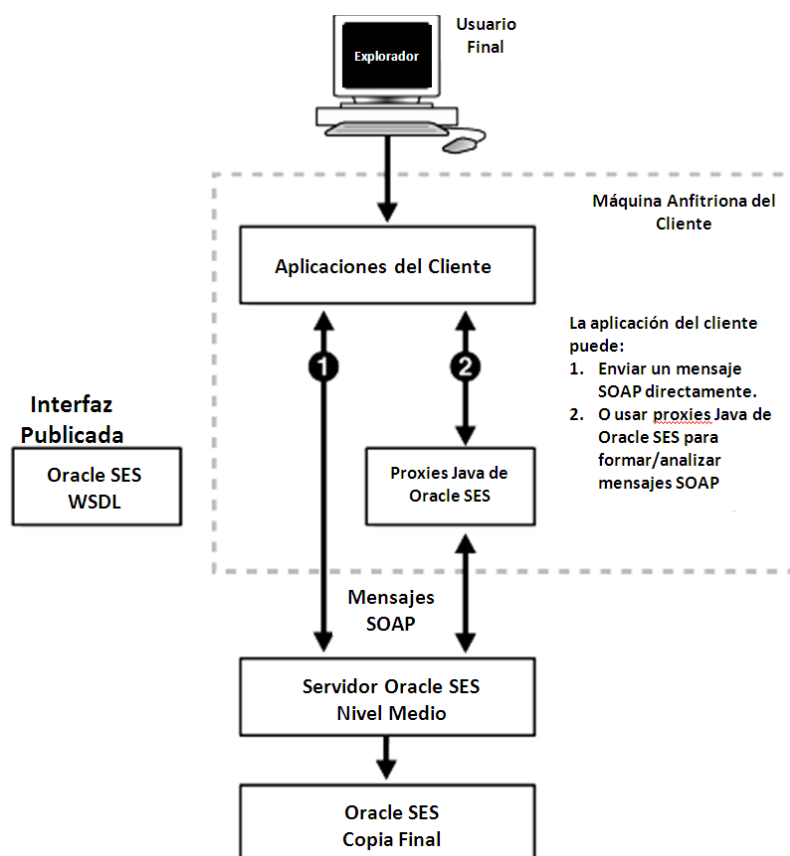 Usuario
Final
Explorador
Máquina Anfitriona del
Cliente
Aplicaciones del Cliente
La aplicación del cliente
puede:
1. Enviar un mensaje
SOAP directamente.
2. O usar proxies Java de
Oracle SES para
formar/analizar
mensajes SOAP
1
2
Interfaz
Publicada
Oracle SES
WSDL
Proxies Java de
Oracle SES
Mensajes
SOAP
Servidor Oracle SES
Nivel Medio
Oracle SES
Copia Final